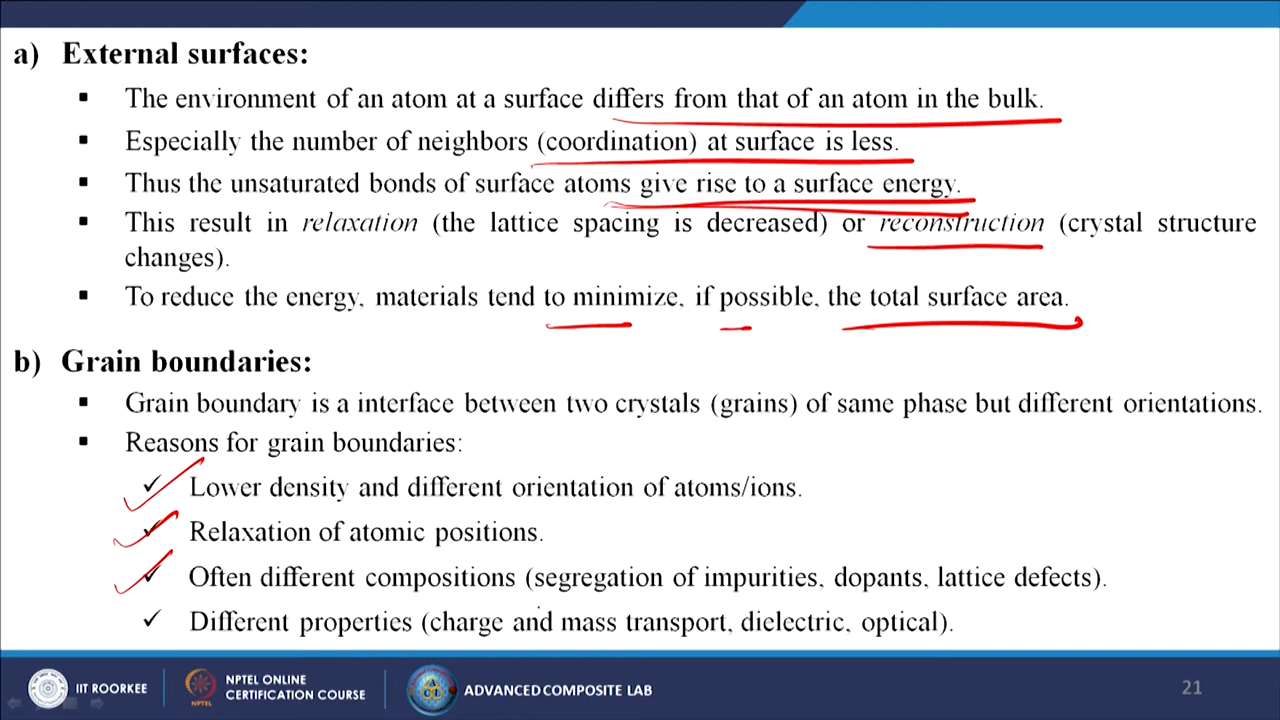 a) External surfaces:
▪ The environment of an atom at a surface differs from that of an atom in the bulk.
▪ Especially the number of neighbors (coordination) at surface is less.
▪ Thus the unsaturated bonds of surface atoms give rise to a surface energy.
▪ This result in relaxation (the lattice spacing is decreased) or reconstruction (crystal structure
changes).
▪ To reduce the energy, materials tend to minimize, if possible, the total surface area.
b) Grain boundaries:
▪ Grain boundary is a interface between two crystals (grains) of same phase but different orientations.
▪ Reasons for grain boundaries:
✓ Lower density and different orientation of atoms/ions.
✓ Relaxation of atomic positions.
✓ Often different compositions (segregation of impurities, dopants, lattice defects).
✓ Different properties (charge and mass transport, dielectric, optical).
IIT ROORKEE
NPTEL ONLINE
CERTIFICATION COURSE
NPTEL
ACL
ADVANCED COMPOSITE LAB
21